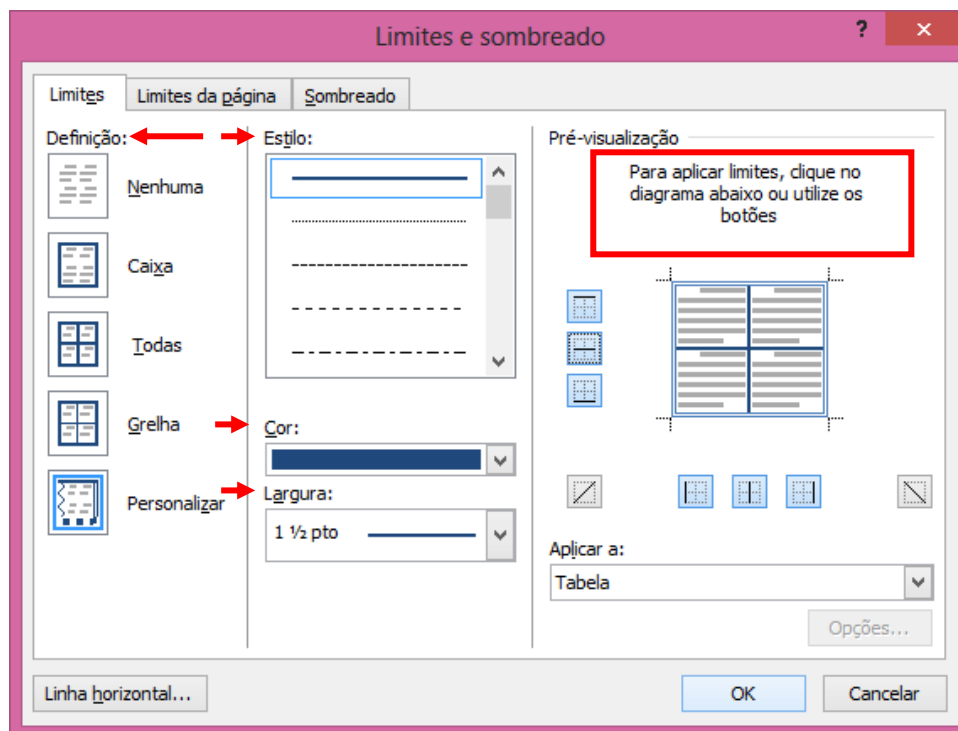 Limites e sombreado
?
×
Limites
Limites da página
Sombreado
Definição:
Nenhuma
Caixa
Todas
Grelha
Personalizar
Estilo:
Cor:
Largura:
1 ½ pto
Pré-visualização
Para aplicar limites, clique no
diagrama abaixo ou utilize os
botões
Aplicar a:
Tabela
Opções...
Linha horizontal...
OK
Cancelar